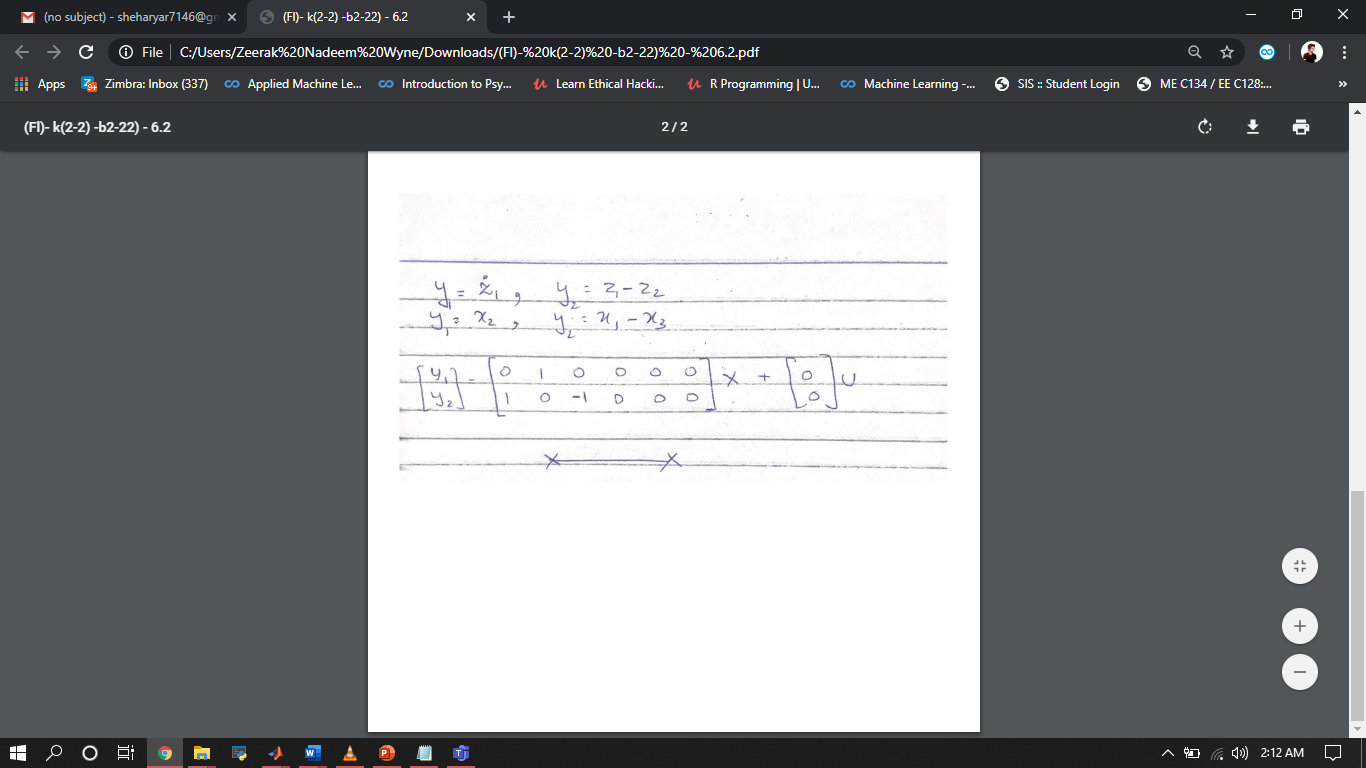 (no subject) - sheharyar7146@gr
(Fl)- k(2-2) -b2-22) - 6.2
File
C:/Users/Zeerak%20Nadeem%20Wyne/Downloads/(Fl)-%20k(2-2)%20-b2-22)%20-%206.2.pdf
Apps
Zimbra: Inbox (337)
Applied Machine Le...
Introduction to Psy...
Learn Ethical Hacki...
R Programming | U...
Machine Learning -...
SIS :: Student Login
ME C134 / EE C128:...
»
(Fl)- k(2-2) -b2-22) - 6.2
2 / 2
y₁ = ż₁ , y₂ = z₁ - z₂
y₁ = x₂ , y₂ = x₁ - x₃
[y₁] = [0 1 0 0 0 0] X + [0] U
[y₂] [1 0 -1 0 0 0] [0]
2:12 AM